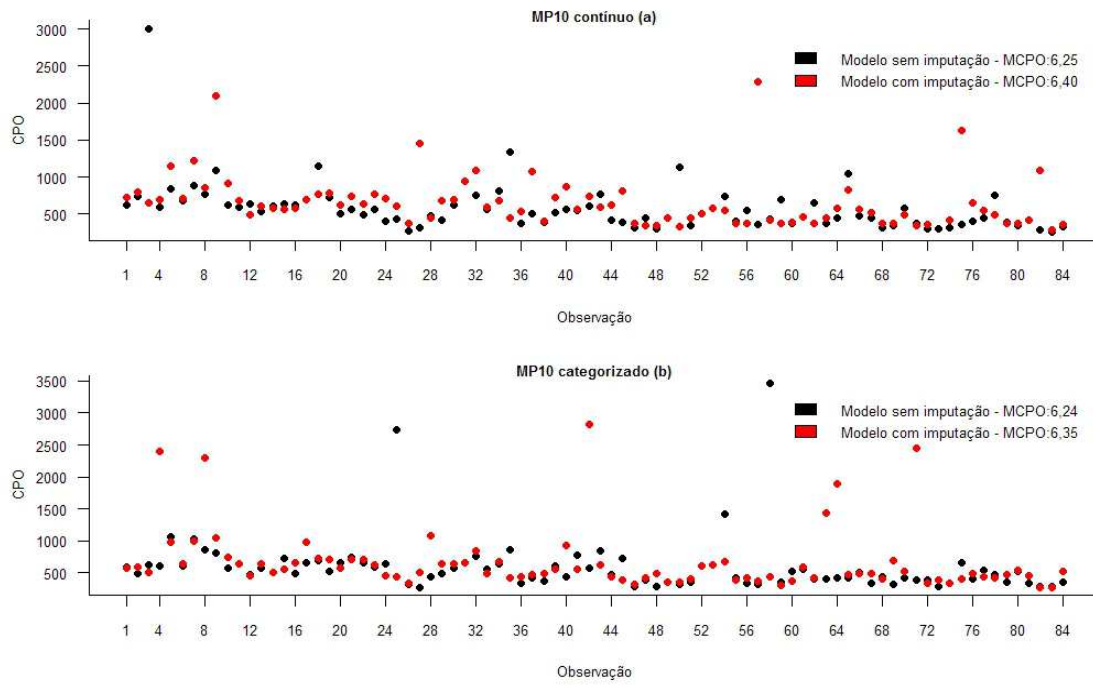 MP10 contínuo (a)
3000
2500
2000
1500
1000
500
CPO
Modelo sem imputação - MCPO:6,25
Modelo com imputação - MCPO:6,40
1 4 8 12 16 20 24 28 32 36 40 44 48 52 56 60 64 68 72 76 80 84
Observação
MP10 categorizado (b)
3500
3000
2500
2000
1500
1000
500
CPO
Modelo sem imputação - MCPO:6,24
Modelo com imputação - MCPO:6,35
1 4 8 12 16 20 24 28 32 36 40 44 48 52 56 60 64 68 72 76 80 84
Observação